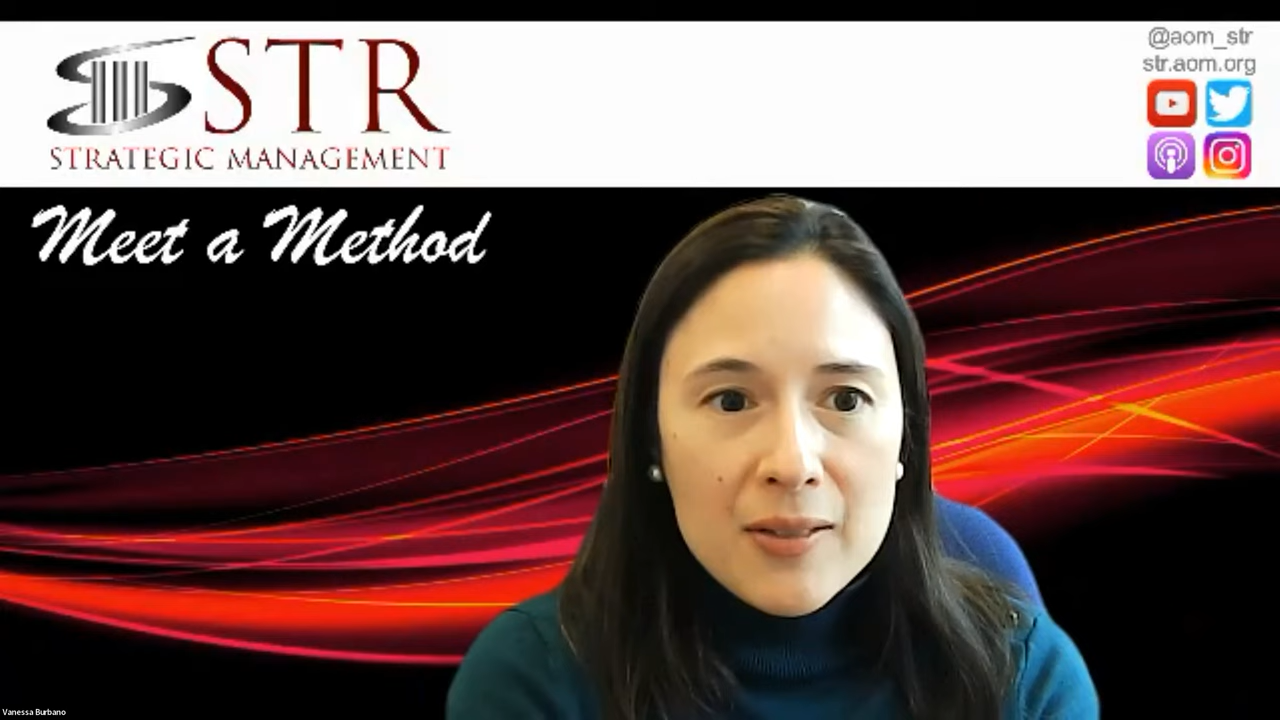 STR
STRATEGIC MANAGEMENT
@aom_str
str.aom.org
Meet a Method
Vanessa Burbano